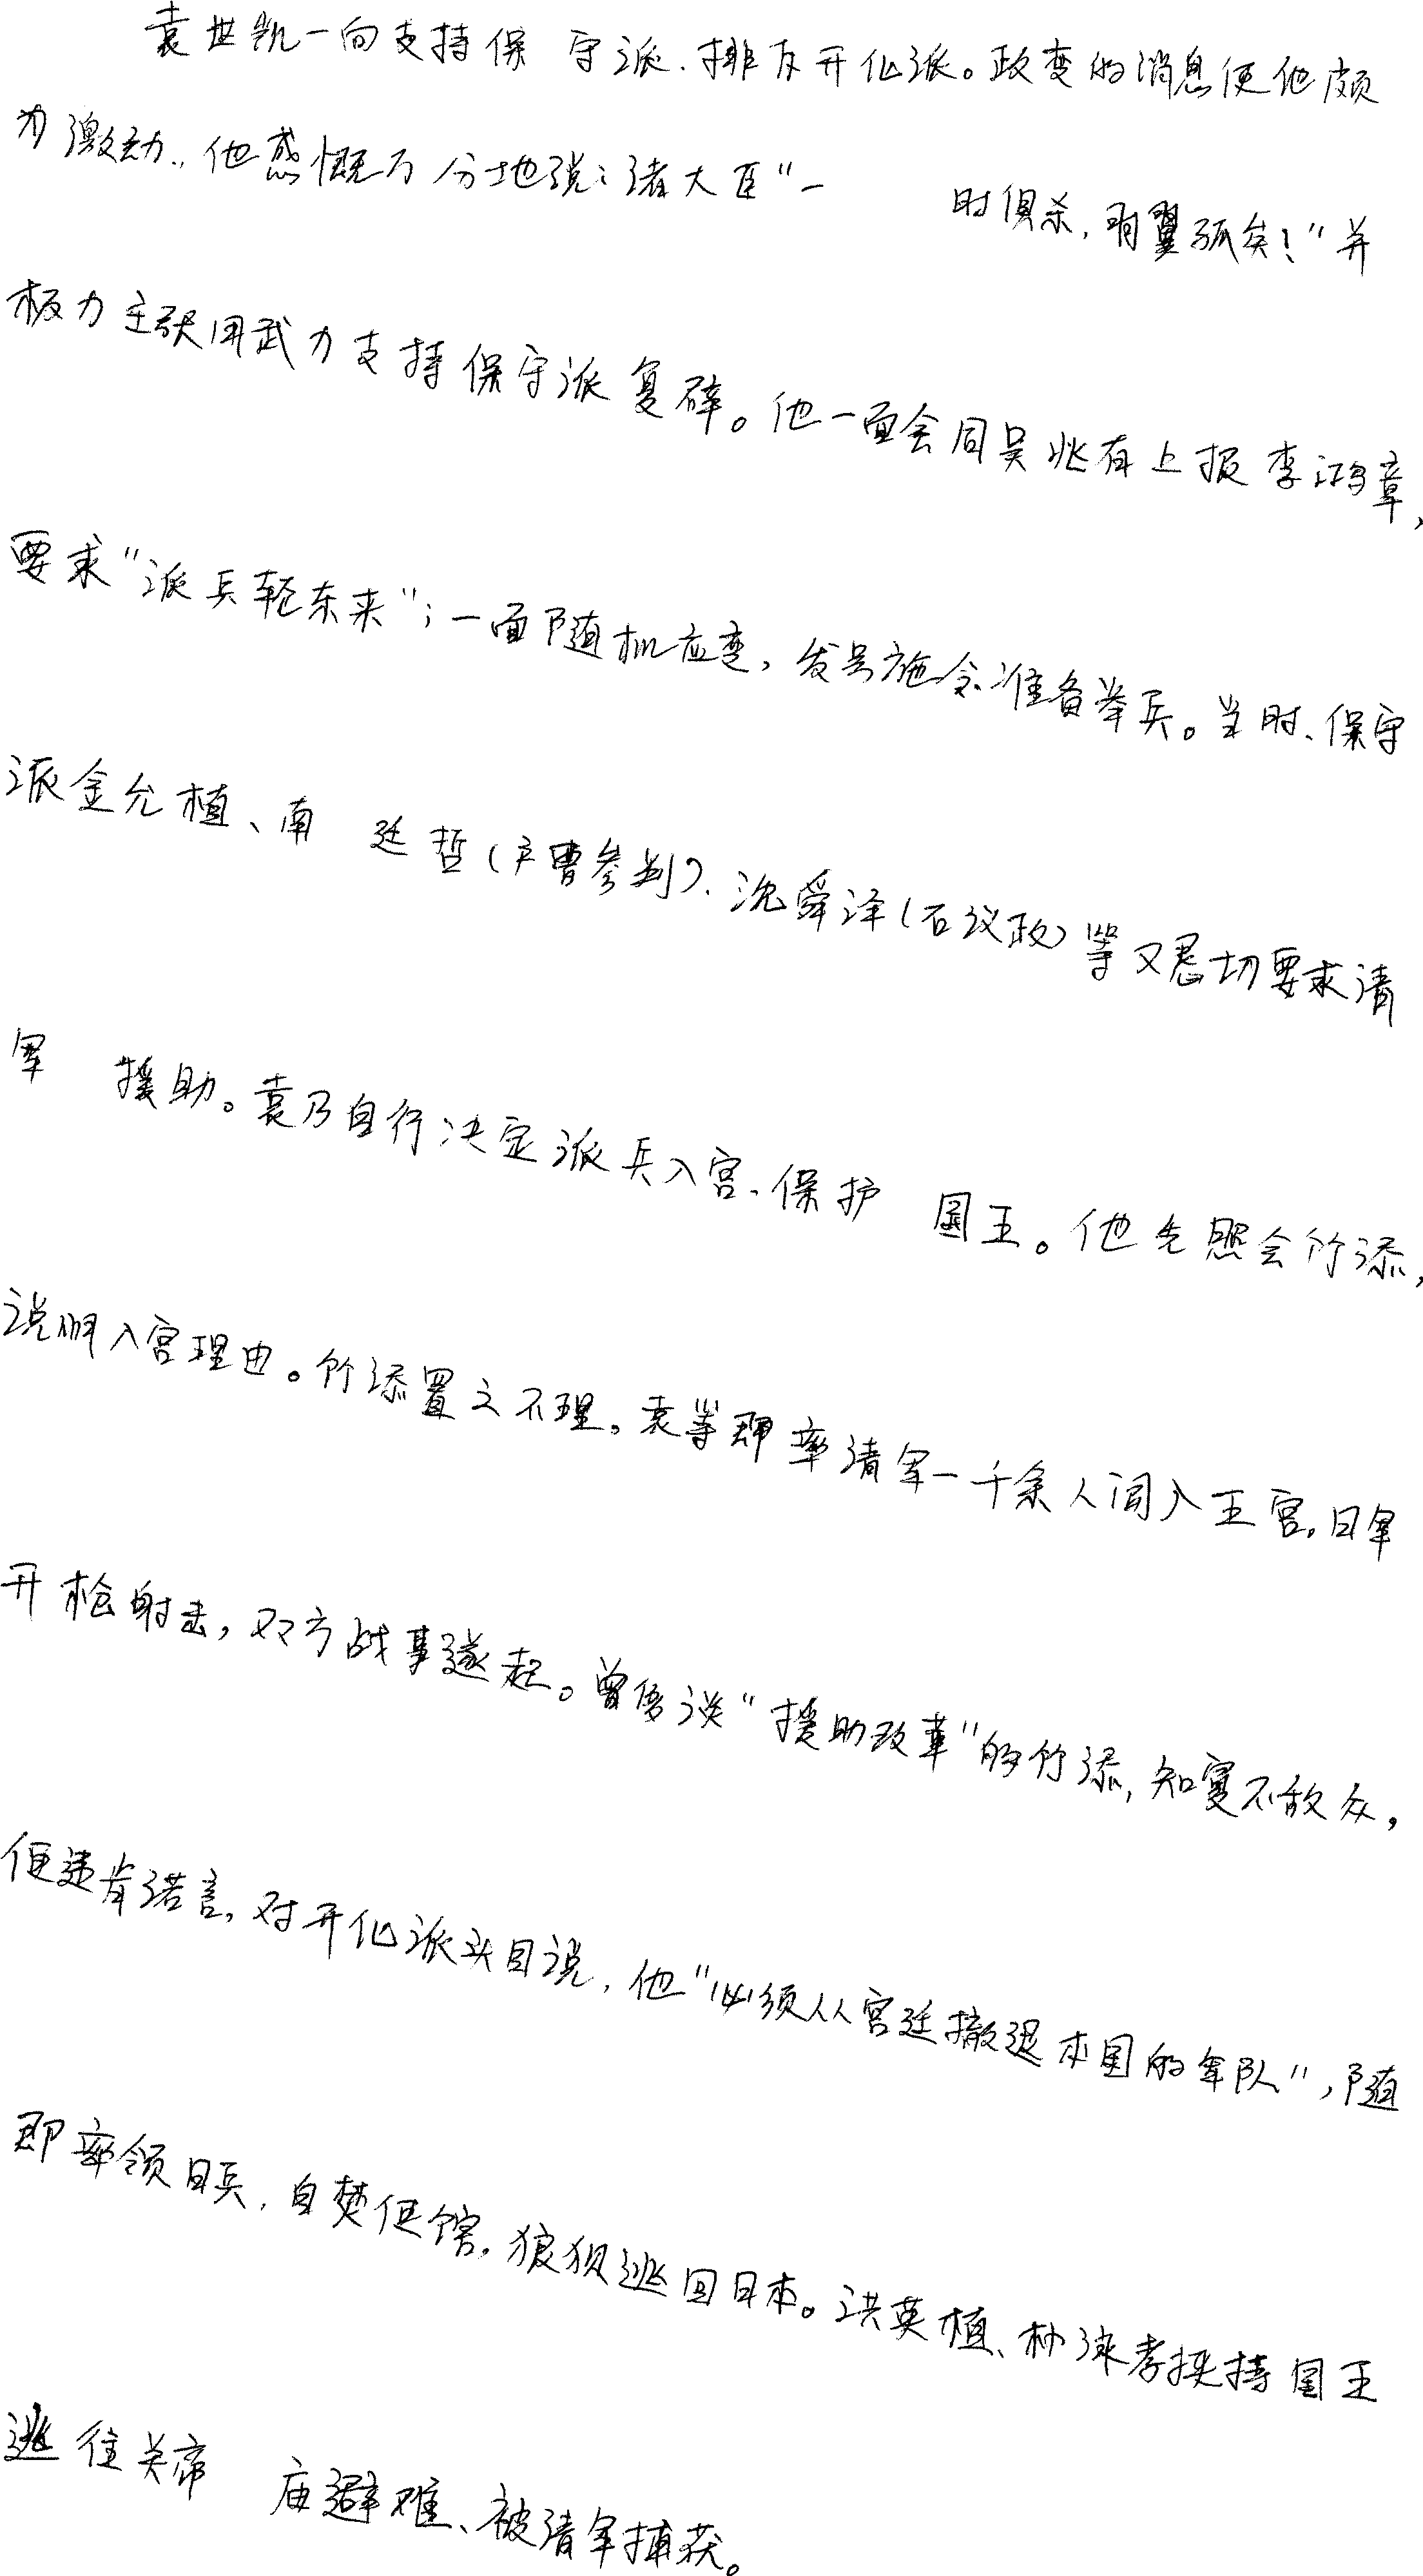 袁世凯一向支持保守派、排斥开化派。政变的消息使他颇
为激动,他感慨万分地说:诸大臣"一时俱杀,羽翼孤矣!"并
极力主张用武力支持保守派复辟。他一面会同吴兆有上报李鸿章,
要求"派兵轮东来";一面随机应变,发号施令准备举兵。当时、保守
派金允植、南廷哲(户曹参判)、沈舜泽(右议政)等又恳切要求清
军援助。袁乃自行决定派兵入宫、保护国王。他先照会竹添,
说明入宫理由。竹添置之不理。袁等即率清军一千余人闯入王宫。日军
开枪射击,双方战事遂起。曾侈谈"援助改革"的竹添,知寡不敌众,
便违背诺言,对开化派头目说,他"必须从宫廷撤退本国的军队",随
即率领日兵,自焚使馆,狼狈逃回日本。洪英植、朴泳孝挟持国王
逃往关帝庙避难、被清军捕获。